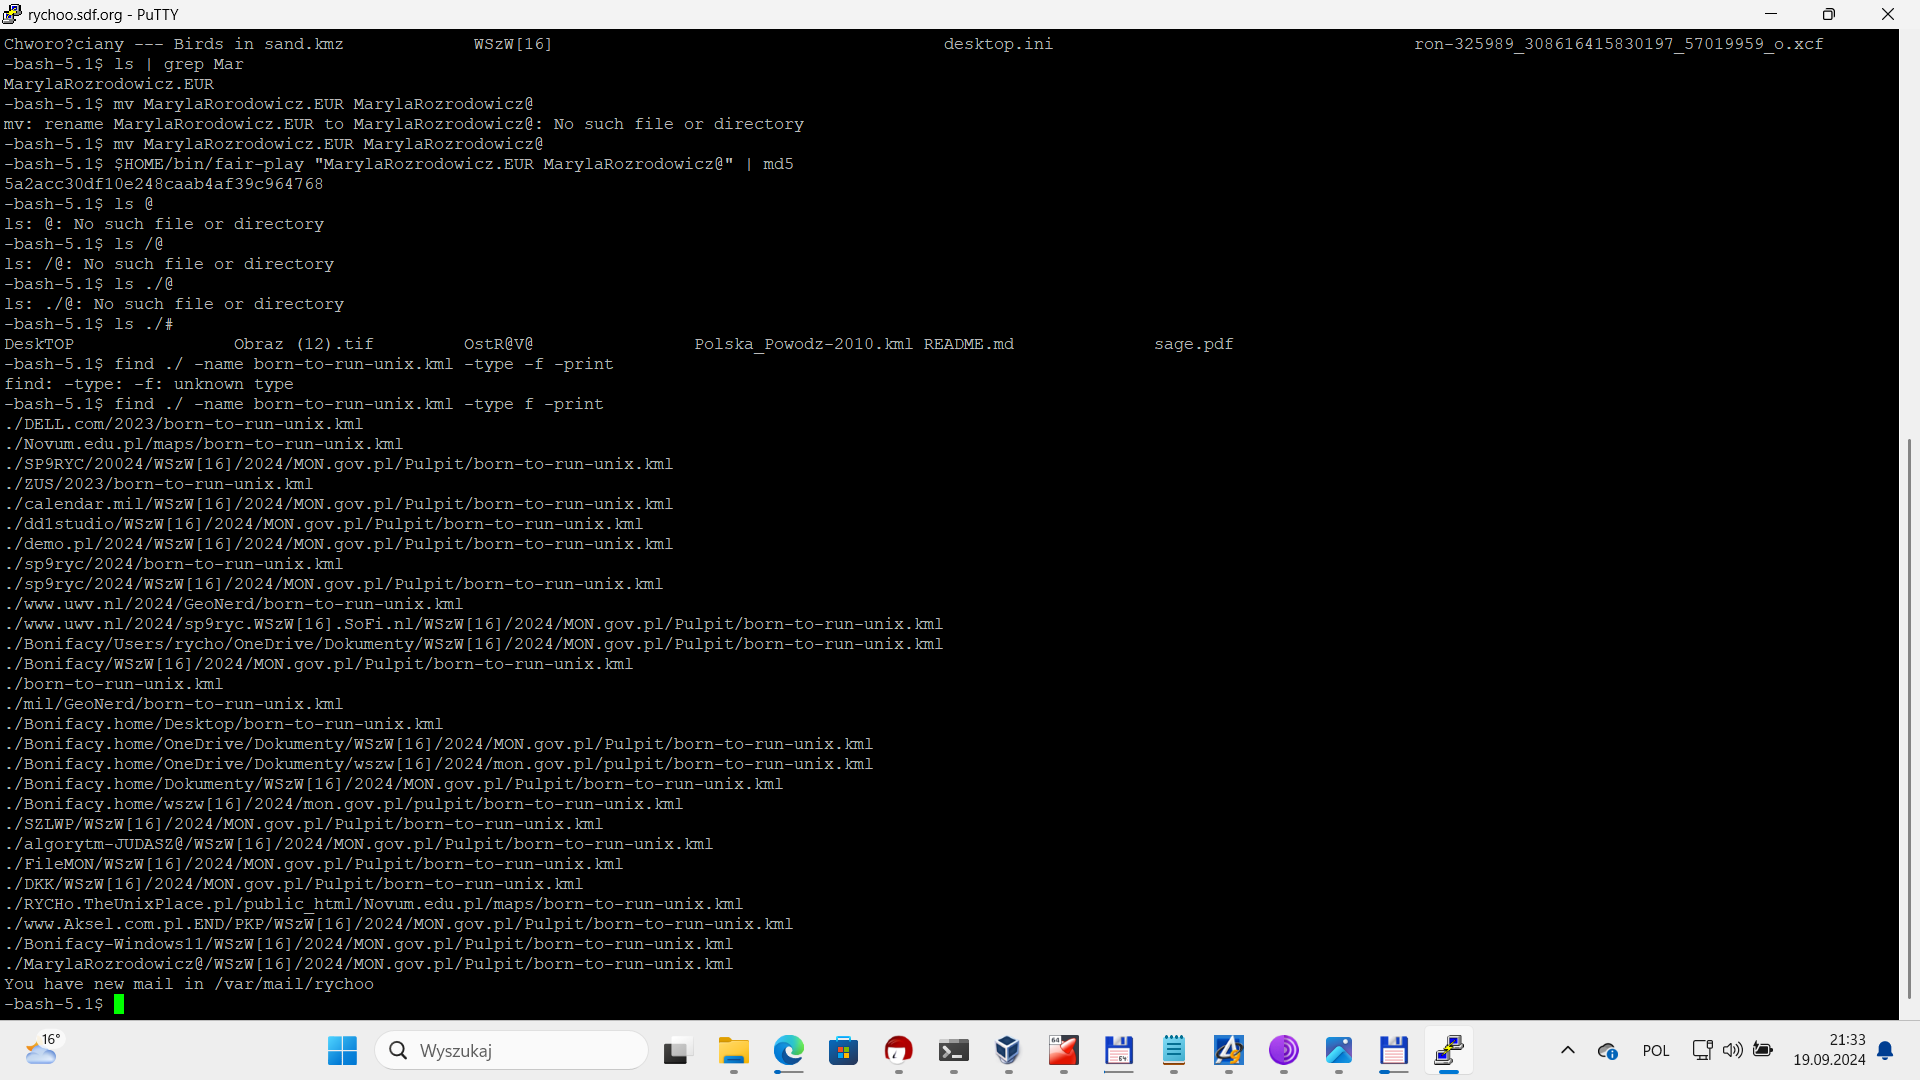 rychoo.sdf.org - PuTTY
Chworo?ciany --- Birds in sand.kmz WSzW[16] desktop.ini ron-325989_308616415830197_57019959_o.xcf
-bash-5.1$ ls | grep Mar
MarylaRozrodowicz.EUR
-bash-5.1$ mv MarylaRorodowicz.EUR MarylaRozrodowicz@
mv: rename MarylaRorodowicz.EUR to MarylaRozrodowicz@: No such file or directory
-bash-5.1$ mv MarylaRozrodowicz.EUR MarylaRozrodowicz@
-bash-5.1$ $HOME/bin/fair-play "MarylaRozrodowicz.EUR MarylaRozrodowicz@" | md5
5a2acc30df10e248caab4af39c964768
-bash-5.1$ ls @
ls: @: No such file or directory
-bash-5.1$ ls /@
ls: /@: No such file or directory
-bash-5.1$ ls ./@
ls: ./@: No such file or directory
-bash-5.1$ ls ./#
DeskTOP Obraz (12).tif OstR@V@ Polska_Powodz-2010.kml README.md sage.pdf
-bash-5.1$ find ./ -name born-to-run-unix.kml -type -f -print
find: -type: -f: unknown type
-bash-5.1$ find ./ -name born-to-run-unix.kml -type f -print
./DELL.com/2023/born-to-run-unix.kml
./Novum.edu.pl/maps/born-to-run-unix.kml
./SP9RYC/20024/WSzW[16]/2024/MON.gov.pl/Pulpit/born-to-run-unix.kml
./ZUS/2023/born-to-run-unix.kml
./calendar.mil/WSzW[16]/2024/MON.gov.pl/Pulpit/born-to-run-unix.kml
./dd1studio/WSzW[16]/2024/MON.gov.pl/Pulpit/born-to-run-unix.kml
./demo.pl/2024/WSzW[16]/2024/MON.gov.pl/Pulpit/born-to-run-unix.kml
./sp9ryc/2024/born-to-run-unix.kml
./sp9ryc/2024/WSzW[16]/2024/MON.gov.pl/Pulpit/born-to-run-unix.kml
./www.uwv.nl/2024/GeoNerd/born-to-run-unix.kml
./www.uwv.nl/2024/sp9ryc.WSzW[16].SoFi.nl/WSzW[16]/2024/MON.gov.pl/Pulpit/born-to-run-unix.kml
./Bonifacy/Users/rycho/OneDrive/Dokumenty/WSzW[16]/2024/MON.gov.pl/Pulpit/born-to-run-unix.kml
./Bonifacy/WSzW[16]/2024/MON.gov.pl/Pulpit/born-to-run-unix.kml
./born-to-run-unix.kml
./mil/GeoNerd/born-to-run-unix.kml
./Bonifacy.home/Desktop/born-to-run-unix.kml
./Bonifacy.home/OneDrive/Dokumenty/WSzW[16]/2024/MON.gov.pl/Pulpit/born-to-run-unix.kml
./Bonifacy.home/OneDrive/Dokumenty/wszw[16]/2024/mon.gov.pl/pulpit/born-to-run-unix.kml
./Bonifacy.home/Dokumenty/WSzW[16]/2024/MON.gov.pl/Pulpit/born-to-run-unix.kml
./Bonifacy.home/wszw[16]/2024/mon.gov.pl/pulpit/born-to-run-unix.kml
./SZLWP/WSzW[16]/2024/MON.gov.pl/Pulpit/born-to-run-unix.kml
./algorytm-JUDASZ@/WSzW[16]/2024/MON.gov.pl/Pulpit/born-to-run-unix.kml
./FileMON/WSzW[16]/2024/MON.gov.pl/Pulpit/born-to-run-unix.kml
./DKK/WSzW[16]/2024/MON.gov.pl/Pulpit/born-to-run-unix.kml
./RYCHo.TheUnixPlace.pl/public_html/Novum.edu.pl/maps/born-to-run-unix.kml
./www.Aksel.com.pl.END/PKP/WSzW[16]/2024/MON.gov.pl/Pulpit/born-to-run-unix.kml
./Bonifacy-Windows11/WSzW[16]/2024/MON.gov.pl/Pulpit/born-to-run-unix.kml
./MarylaRozrodowicz@/WSzW[16]/2024/MON.gov.pl/Pulpit/born-to-run-unix.kml
You have new mail in /var/mail/rychoo
-bash-5.1$
16°
Wyszukaj
64
64
POL
21:33
19.09.2024